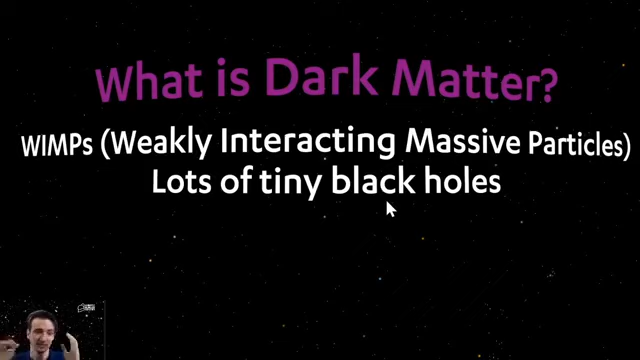 What is Dark Matter?
WIMPs (Weakly Interacting Massive Particles)
Lots of tiny black holes